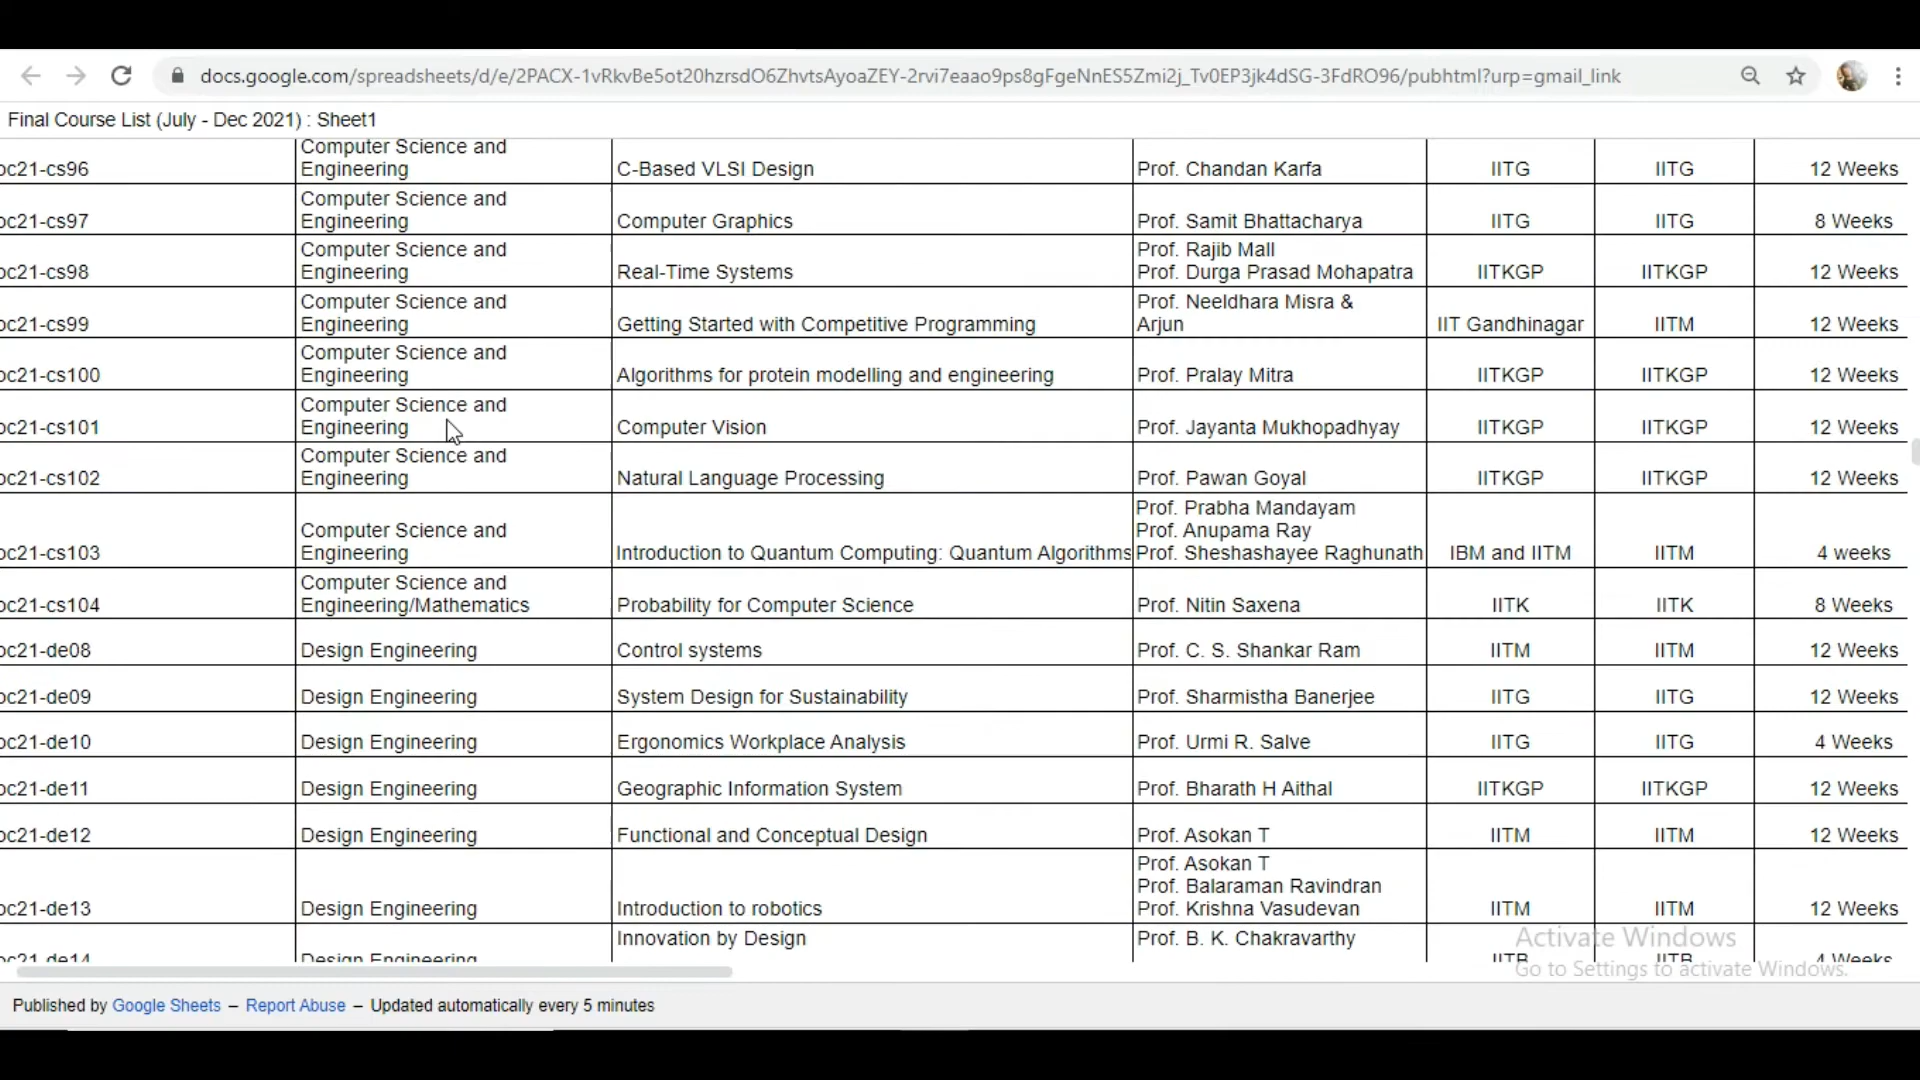 docs.google.com/spreadsheets/d/e/2PACX-1vRkvBe5ot20hzrsdO6ZhvtsAyoaZEY-2rvi7eaao9ps8gFgeNnES5Zmi2j_Tv0EP3jk4dSG-3FdRO96/pubhtml?urp=gmail_link
Final Course List (July - Dec 2021) : Sheet1
Computer Science and
oc21-cs96 Engineering C-Based VLSI Design Prof. Chandan Karfa IITG IITG 12 Weeks
Computer Science and
oc21-cs97 Engineering Computer Graphics Prof. Samit Bhattacharya IITG IITG 8 Weeks
Computer Science and Prof. Rajib Mall
oc21-cs98 Engineering Real-Time Systems Prof. Durga Prasad Mohapatra IITKGP IITKGP 12 Weeks
Computer Science and Prof. Neeldhara Misra &
oc21-cs99 Engineering Getting Started with Competitive Programming Arjun IIT Gandhinagar IITM 12 Weeks
Computer Science and
oc21-cs100 Engineering Algorithms for protein modelling and engineering Prof. Pralay Mitra IITKGP IITKGP 12 Weeks
Computer Science and
oc21-cs101 Engineering Computer Vision Prof. Jayanta Mukhopadhyay IITKGP IITKGP 12 Weeks
Computer Science and
oc21-cs102 Engineering Natural Language Processing Prof. Pawan Goyal IITKGP IITKGP 12 Weeks
Prof. Prabha Mandayam
Computer Science and Prof. Anupama Ray
oc21-cs103 Engineering Introduction to Quantum Computing: Quantum Algorithms Prof. Sheshashayee Raghunath IBM and IITM IITM 4 weeks
Computer Science and
oc21-cs104 Engineering/Mathematics Probability for Computer Science Prof. Nitin Saxena IITK IITK 8 Weeks
oc21-de08 Design Engineering Control systems Prof. C. S. Shankar Ram IITM IITM 12 Weeks
oc21-de09 Design Engineering System Design for Sustainability Prof. Sharmistha Banerjee IITG IITG 12 Weeks
oc21-de10 Design Engineering Ergonomics Workplace Analysis Prof. Urmi R. Salve IITG IITG 4 Weeks
oc21-de11 Design Engineering Geographic Information System Prof. Bharath H Aithal IITKGP IITKGP 12 Weeks
oc21-de12 Design Engineering Functional and Conceptual Design Prof. Asokan T IITM IITM 12 Weeks
Prof. Asokan T
Prof. Balaraman Ravindran
oc21-de13 Design Engineering Introduction to robotics Prof. Krishna Vasudevan IITM IITM 12 Weeks
Innovation by Design Prof. B. K. Chakravarthy
oc21-de14 Design Engineering IITB IITB 4 Weeks
Activate Windows
Go to Settings to activate Windows.
Published by Google Sheets – Report Abuse – Updated automatically every 5 minutes